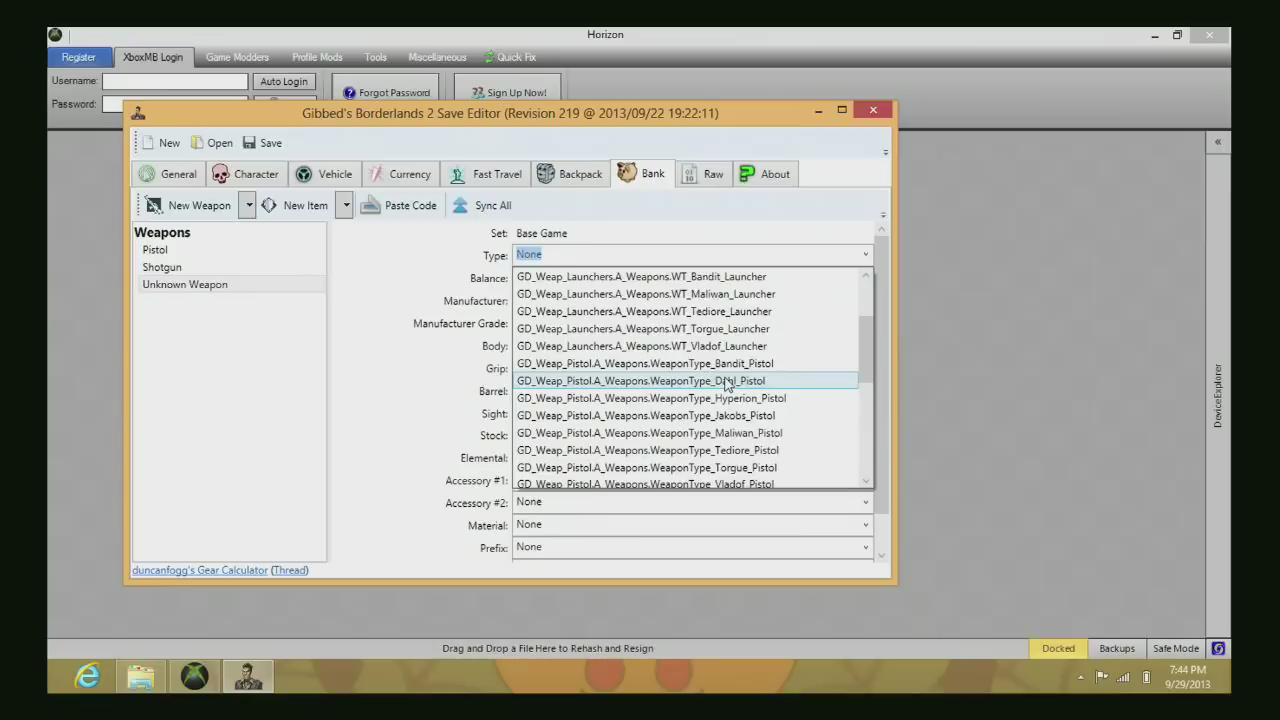 Horizon
Register
XboxMB Login
Game Modders
Profile Mods
Tools
Miscellaneous
Quick Fix
Username:
Auto Login
Forgot Password
Sign Up Now!
Password:
Gibbed's Borderlands 2 Save Editor (Revision 219 @ 2013/09/22 19:22:11)
New
Open
Save
General
Character
Vehicle
Currency
Fast Travel
Backpack
Bank
Raw
About
New Weapon
New Item
Paste Code
Sync All
Weapons
Pistol
Shotgun
Unknown Weapon
Set: Base Game
Type: None
Balance:
Manufacturer:
Manufacturer Grade:
Body:
Grip:
Barrel:
Sight:
Stock:
Elemental:
Accessory #1:
GD_Weap_Launchers.A_Weapons.WT_Bandit_Launcher
GD_Weap_Launchers.A_Weapons.WT_Maliwan_Launcher
GD_Weap_Launchers.A_Weapons.WT_Tediore_Launcher
GD_Weap_Launchers.A_Weapons.WT_Torgue_Launcher
GD_Weap_Launchers.A_Weapons.WT_Vladof_Launcher
GD_Weap_Pistol.A_Weapons.WeaponType_Bandit_Pistol
GD_Weap_Pistol.A_Weapons.WeaponType_Dahl_Pistol
GD_Weap_Pistol.A_Weapons.WeaponType_Hyperion_Pistol
GD_Weap_Pistol.A_Weapons.WeaponType_Jakobs_Pistol
GD_Weap_Pistol.A_Weapons.WeaponType_Maliwan_Pistol
GD_Weap_Pistol.A_Weapons.WeaponType_Tediore_Pistol
GD_Weap_Pistol.A_Weapons.WeaponType_Torgue_Pistol
GD_Weap_Pistol.A_Weapons.WeaponType_Vladof_Pistol
Accessory #2: None
Material: None
Prefix: None
duncanfogg's Gear Calculator (Thread)
DeviceExplorer
Drag and Drop a File Here to Rehash and Resign
Docked
Backups
Safe Mode
7:44 PM
9/29/2013